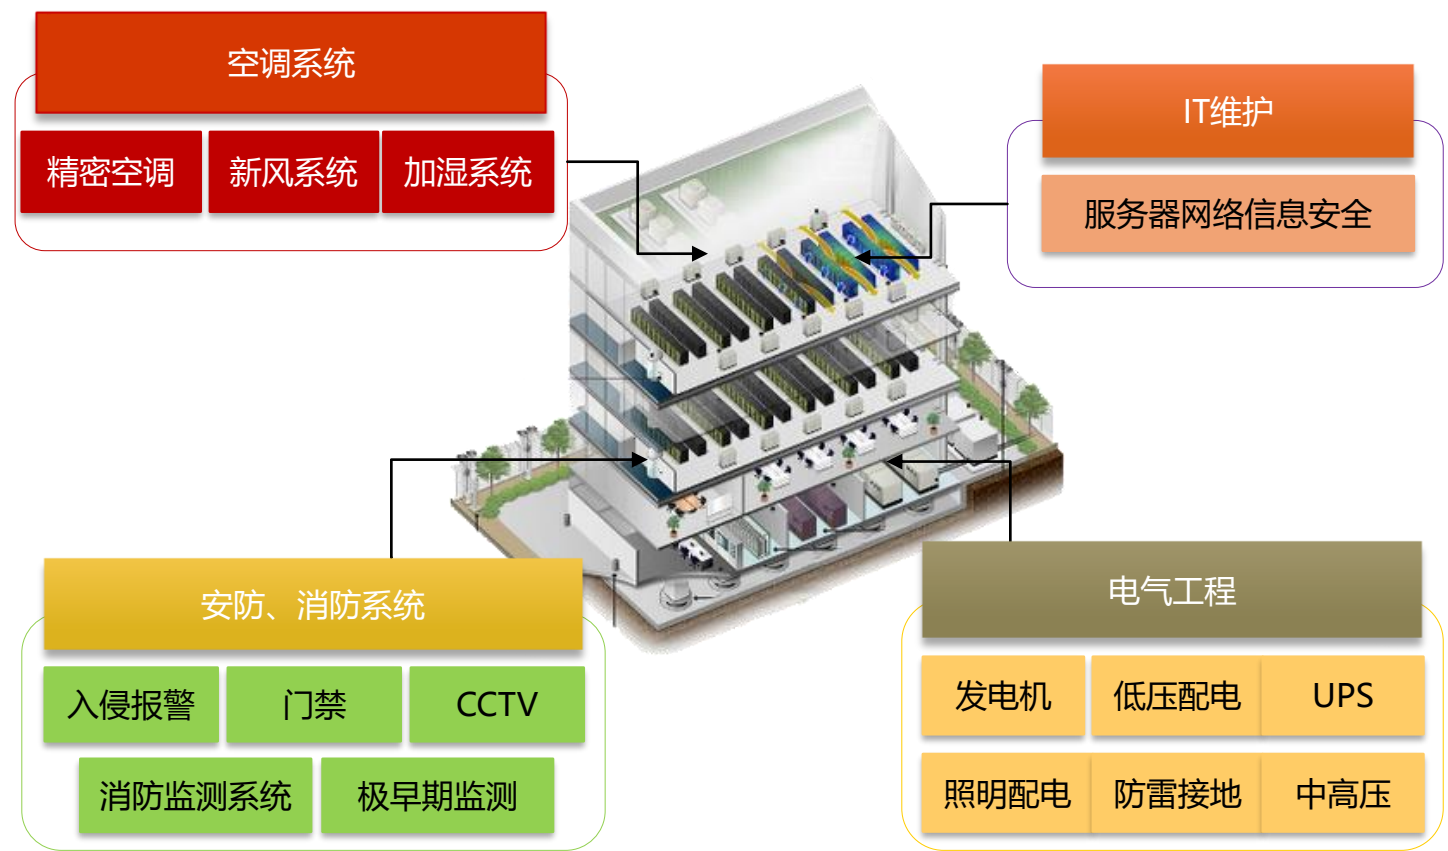 空调系统
精密空调
新风系统
加湿系统
IT维护
服务器网络信息安全
安防、消防系统
入侵报警
门禁
CCTV
消防监测系统
极早期监测
电气工程
发电机
低压配电
UPS
照明配电
防雷接地
中高压